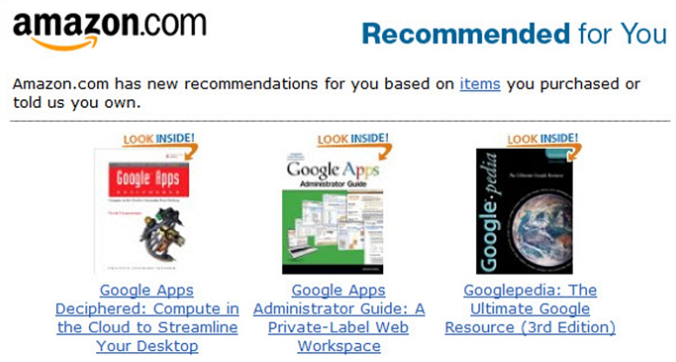 amazon.com
Recommended for You
Amazon.com has new recommendations for you based on items you purchased or
told us you own.
LOOK INSIDE! LOOK INSIDE! LOOK INSIDE!
Google Apps
Google Apps
Administrator Guide
Google·pedia
The Ultimate Google Resource
Google Apps
Deciphered: Compute in
the Cloud to Streamline
Your Desktop
Google Apps
Administrator Guide: A
Private-Label Web
Workspace
Googlepedia: The
Ultimate Google
Resource (3rd Edition)